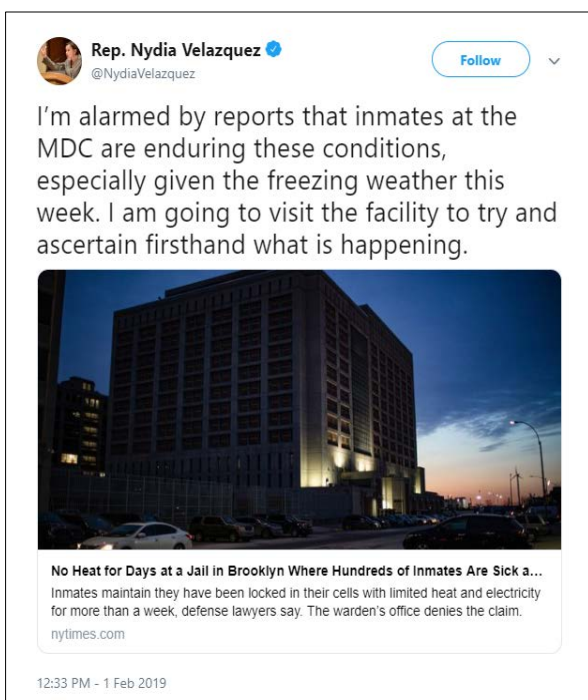 Rep. Nydia Velazquez
@NydiaVelazquez
Follow
I'm alarmed by reports that inmates at the
MDC are enduring these conditions,
especially given the freezing weather this
week. I am going to visit the facility to try and
ascertain firsthand what is happening.
No Heat for Days at a Jail in Brooklyn Where Hundreds of Inmates Are Sick a...
Inmates maintain they have been locked in their cells with limited heat and electricity
for more than a week, defense lawyers say. The warden's office denies the claim.
nytimes.com
12:33 PM - 1 Feb 2019